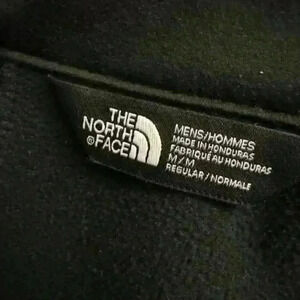 THE
NORTH
®FACE
MENS/HOMMES
MADE IN HONDURAS
FABRIQUÉ AU HONDURAS
M/M
REGULAR/NORMALE